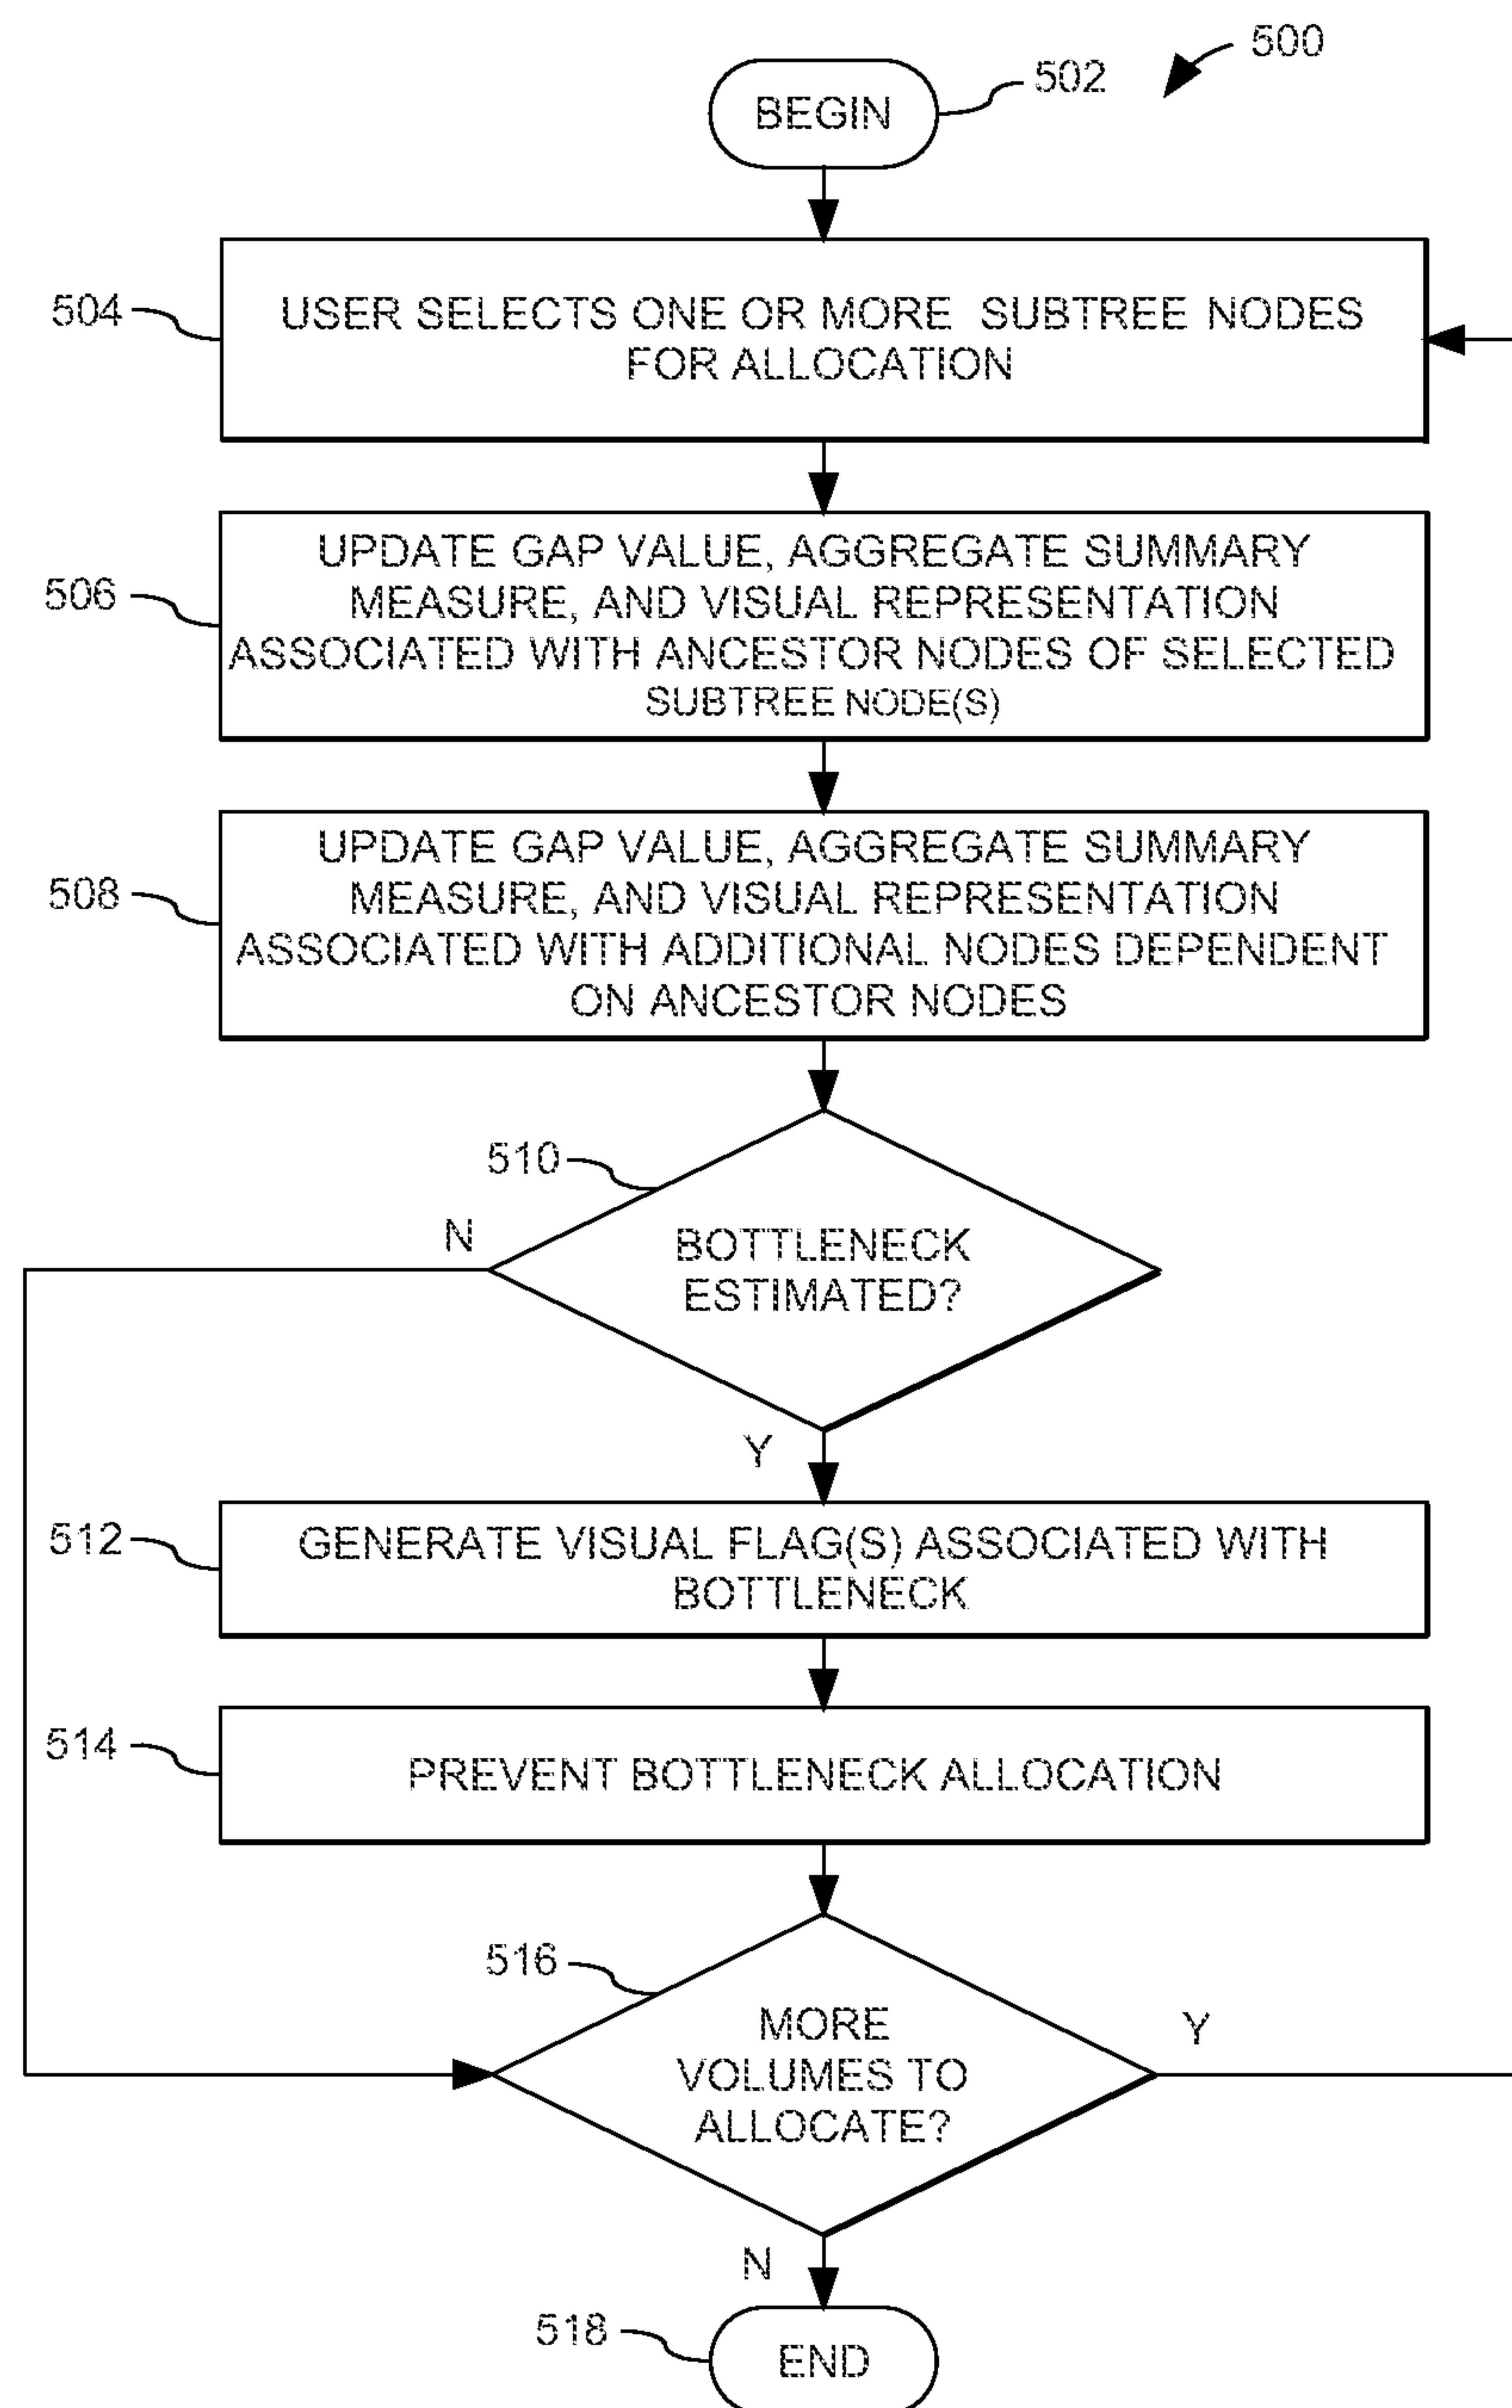 500
502
BEGIN
504
USER SELECTS ONE OR MORE SUBTREE NODES
FOR ALLOCATION
506
UPDATE GAP VALUE, AGGREGATE SUMMARY
MEASURE, AND VISUAL REPRESENTATION
ASSOCIATED WITH ANCESTOR NODES OF SELECTED
SUBTREE NODE(S)
508
UPDATE GAP VALUE, AGGREGATE SUMMARY
MEASURE, AND VISUAL REPRESENTATION
ASSOCIATED WITH ADDITIONAL NODES DEPENDENT
ON ANCESTOR NODES
510
N
BOTTLENECK
ESTIMATED?
Y
512
GENERATE VISUAL FLAG(S) ASSOCIATED WITH
BOTTLENECK
514
PREVENT BOTTLENECK ALLOCATION
516
MORE
VOLUMES TO
ALLOCATE?
Y
N
518
END